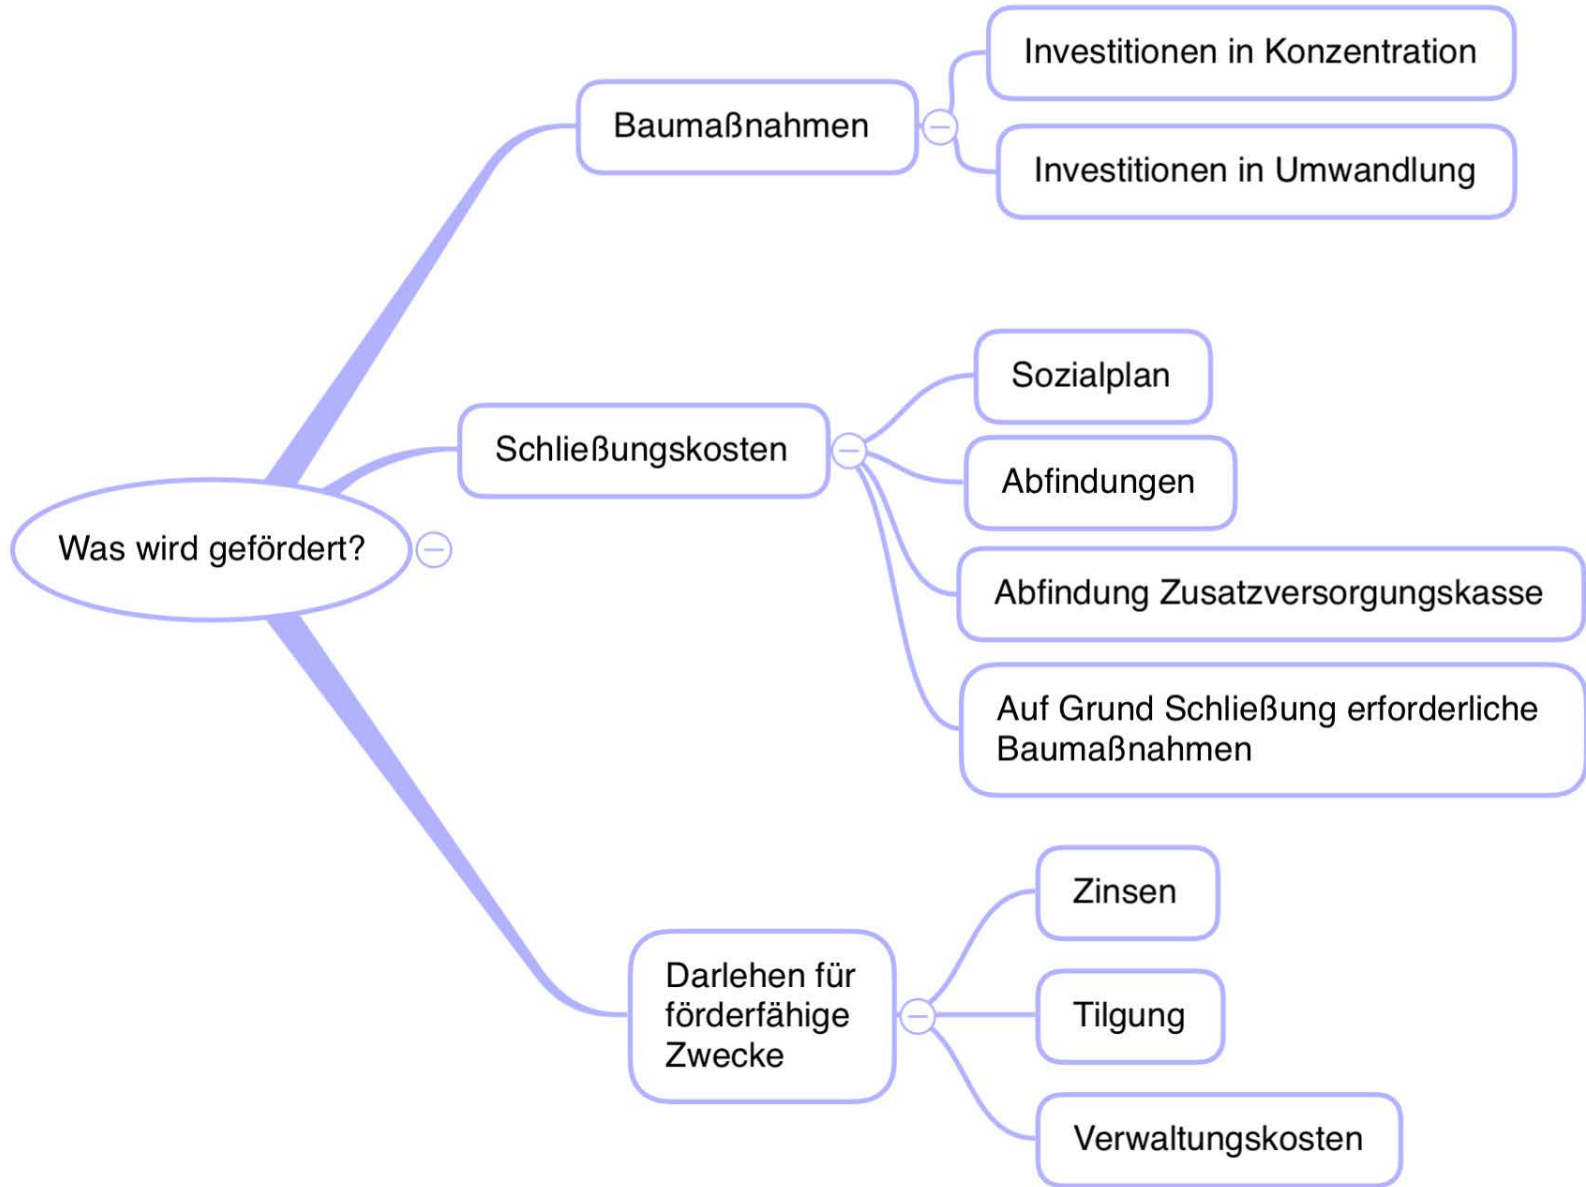 Was wird gefördert?
Baumaßnahmen
Investitionen in Konzentration
Investitionen in Umwandlung
Schließungskosten
Sozialplan
Abfindungen
Abfindung Zusatzversorgungskasse
Auf Grund Schließung erforderliche
Baumaßnahmen
Darlehen für
förderfähige
Zwecke
Zinsen
Tilgung
Verwaltungskosten